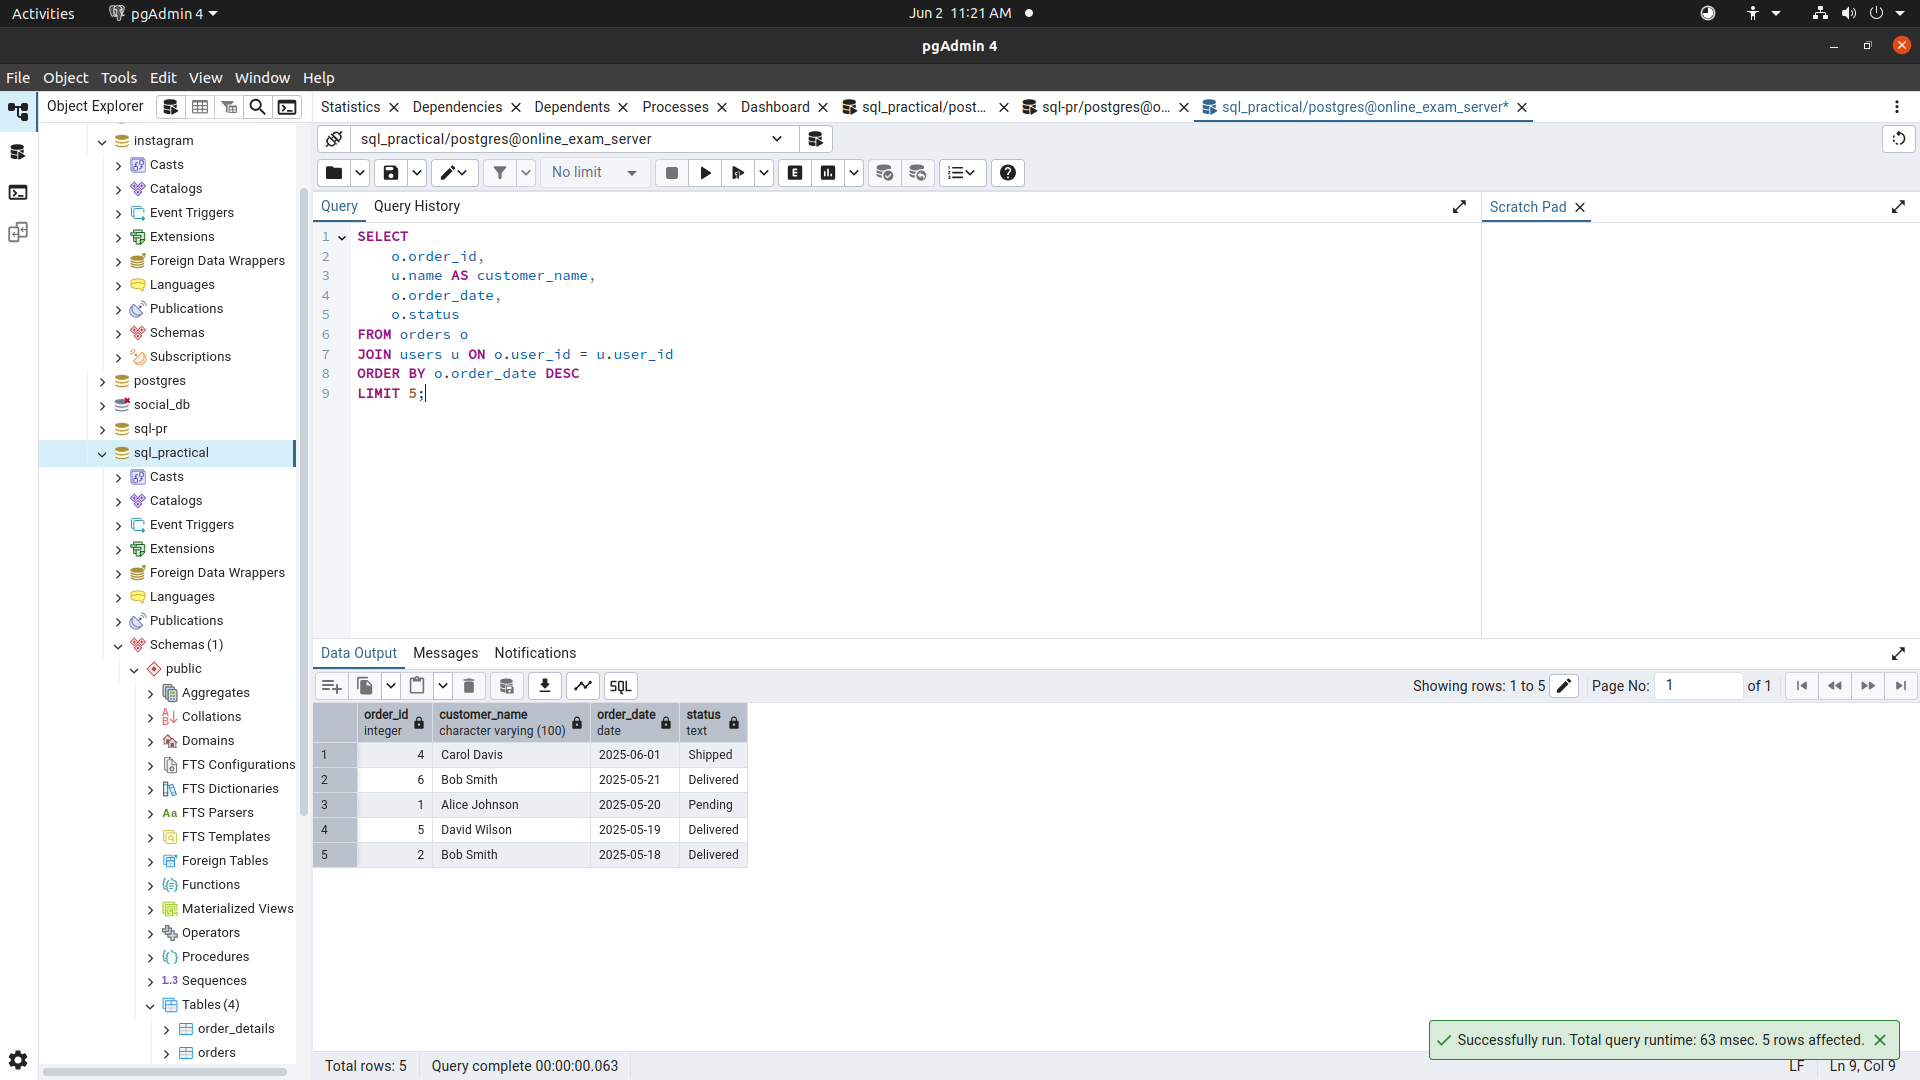 Activities
pgAdmin 4
Jun 2 11:21 AM
pgAdmin 4
File Object Tools Edit View Window Help
Object Explorer
Statistics
Dependencies
Dependents
Processes
Dashboard
sql_practical/post...
sql-pr/postgres@o...
sql_practical/postgres@online_exam_server*
sql_practical/postgres@online_exam_server
No limit
E
Query
Query History
Scratch Pad
1 SELECT
2 o.order_id,
3 u.name AS customer_name,
4 o.order_date,
5 o.status
6 FROM orders o
7 JOIN users u ON o.user_id = u.user_id
8 ORDER BY o.order_date DESC
9 LIMIT 5;
instagram
Casts
Catalogs
Event Triggers
Extensions
Foreign Data Wrappers
Languages
Publications
Schemas
Subscriptions
postgres
social_db
sql-pr
sql_practical
Casts
Catalogs
Event Triggers
Extensions
Foreign Data Wrappers
Languages
Publications
Schemas (1)
public
Aggregates
Collations
Domains
FTS Configurations
FTS Dictionaries
Aa FTS Parsers
FTS Templates
Foreign Tables
Functions
Materialized Views
Operators
Procedures
1..3 Sequences
Tables (4)
order_details
orders
Data Output
Messages
Notifications
SQL
Showing rows: 1 to 5
Page No: 1 of 1
order_id integer
customer_name character varying (100)
order_date date
status text
1 4 Carol Davis 2025-06-01 Shipped
2 6 Bob Smith 2025-05-21 Delivered
3 1 Alice Johnson 2025-05-20 Pending
4 5 David Wilson 2025-05-19 Delivered
5 2 Bob Smith 2025-05-18 Delivered
Successfully run. Total query runtime: 63 msec. 5 rows affected.
Total rows: 5
Query complete 00:00:00.063
LF
Ln 9, Col 9